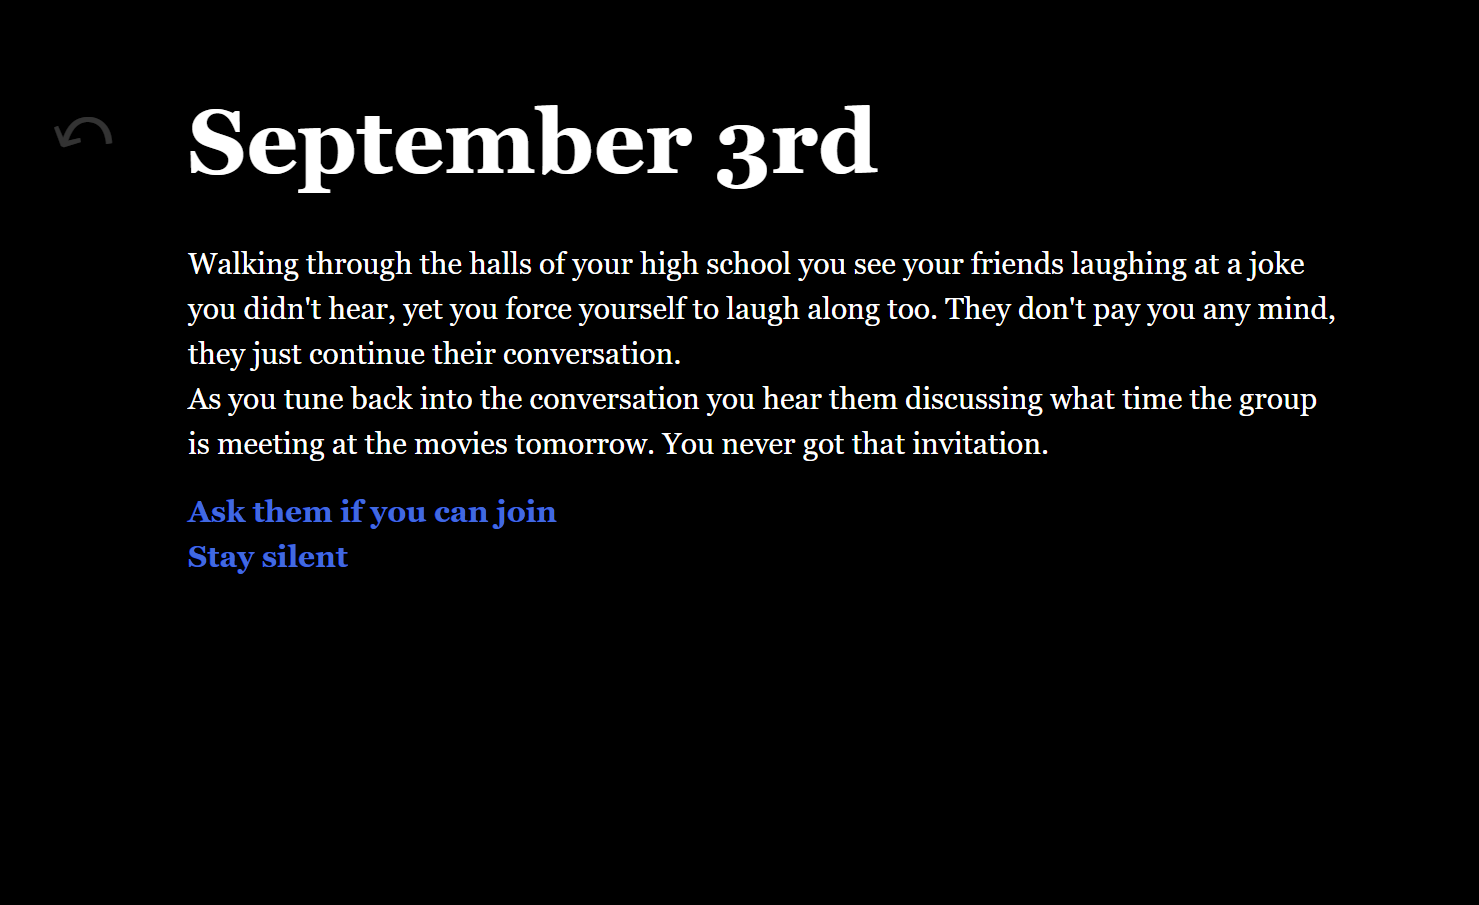 September 3rd
Walking through the halls of your high school you see your friends laughing at a joke
you didn't hear, yet you force yourself to laugh along too. They don't pay you any mind,
they just continue their conversation.
As you tune back into the conversation you hear them discussing what time the group
is meeting at the movies tomorrow. You never got that invitation.
Ask them if you can join
Stay silent